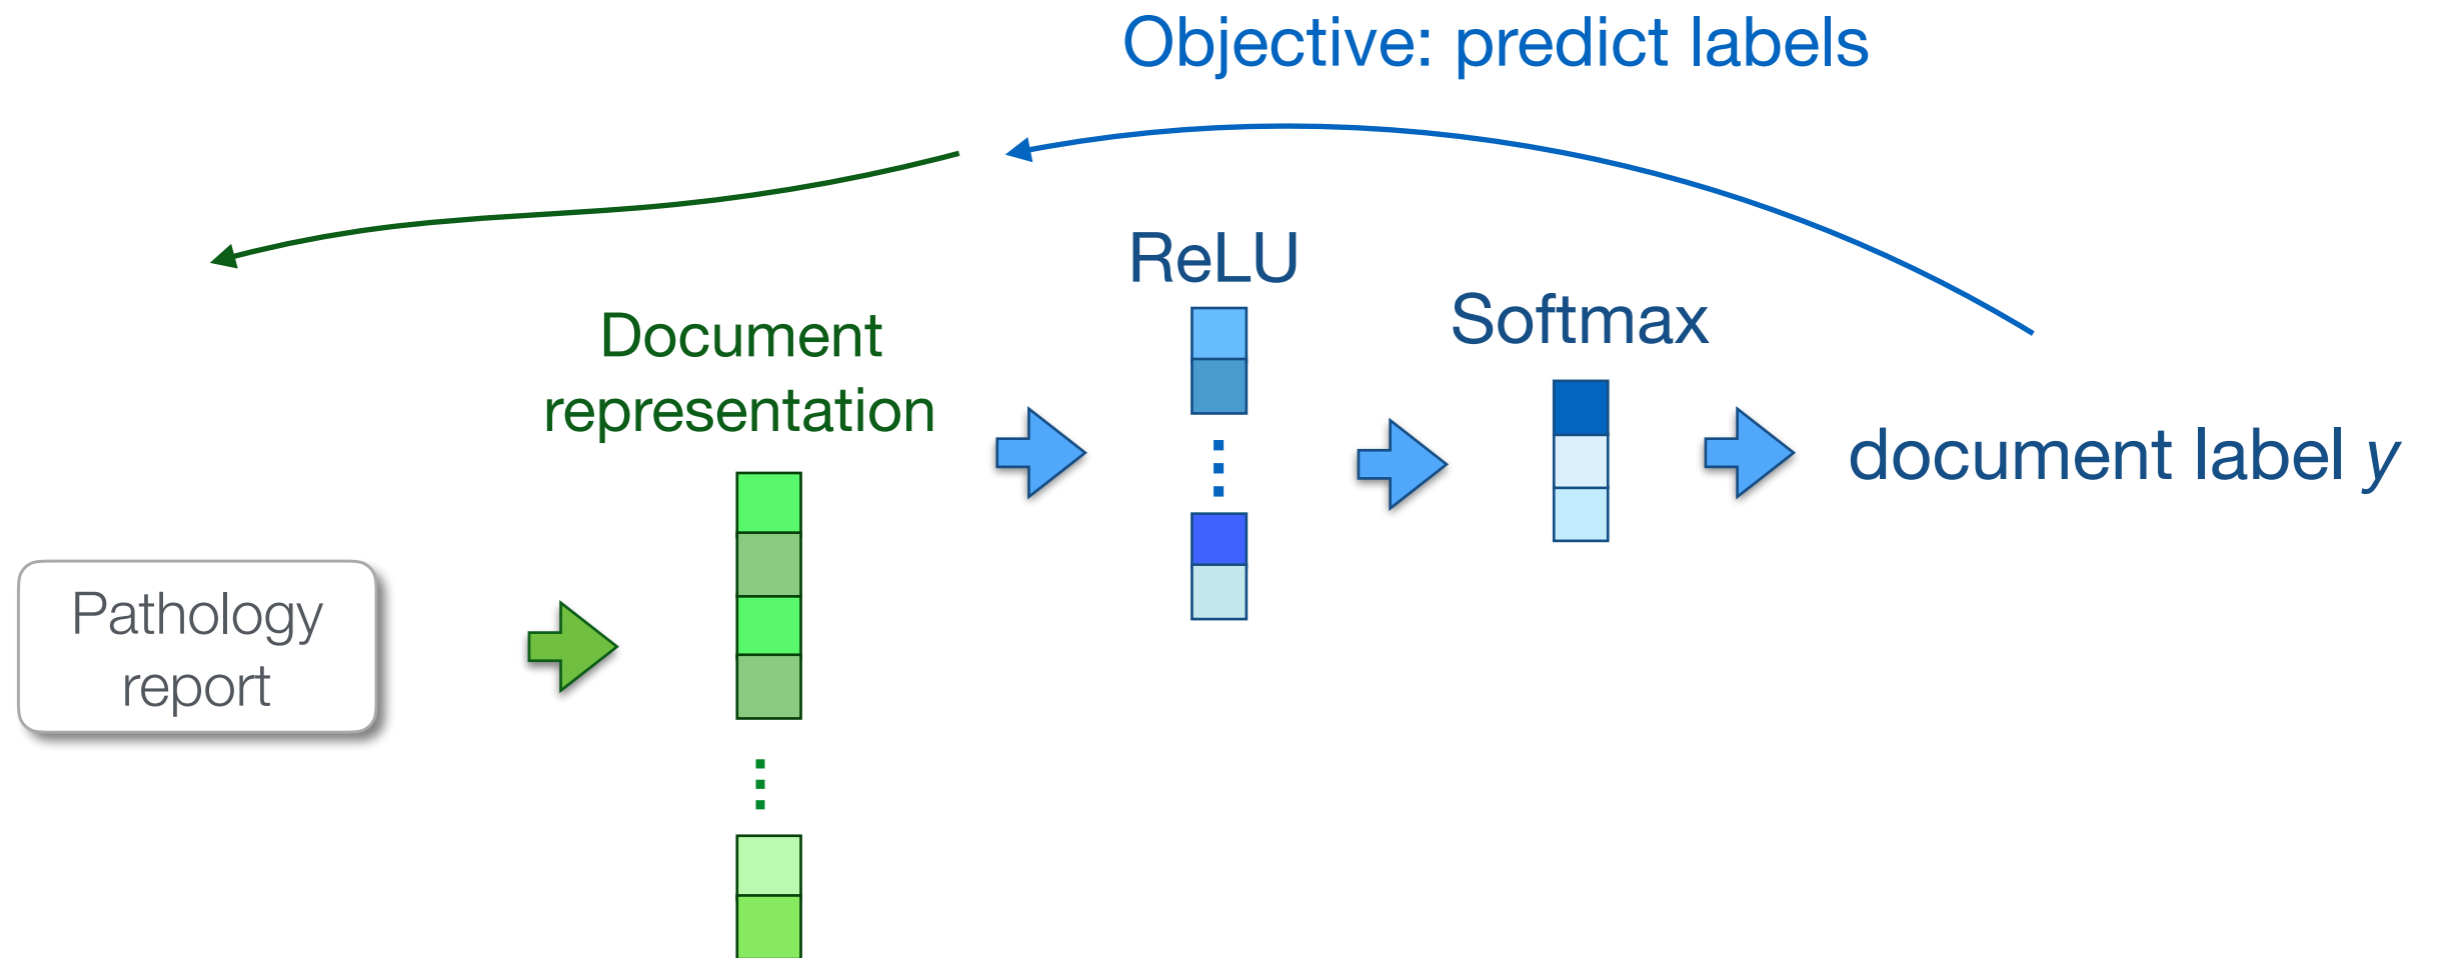 Objective: predict labels
ReLU
Softmax
Document
representation
document label y
Pathology
report